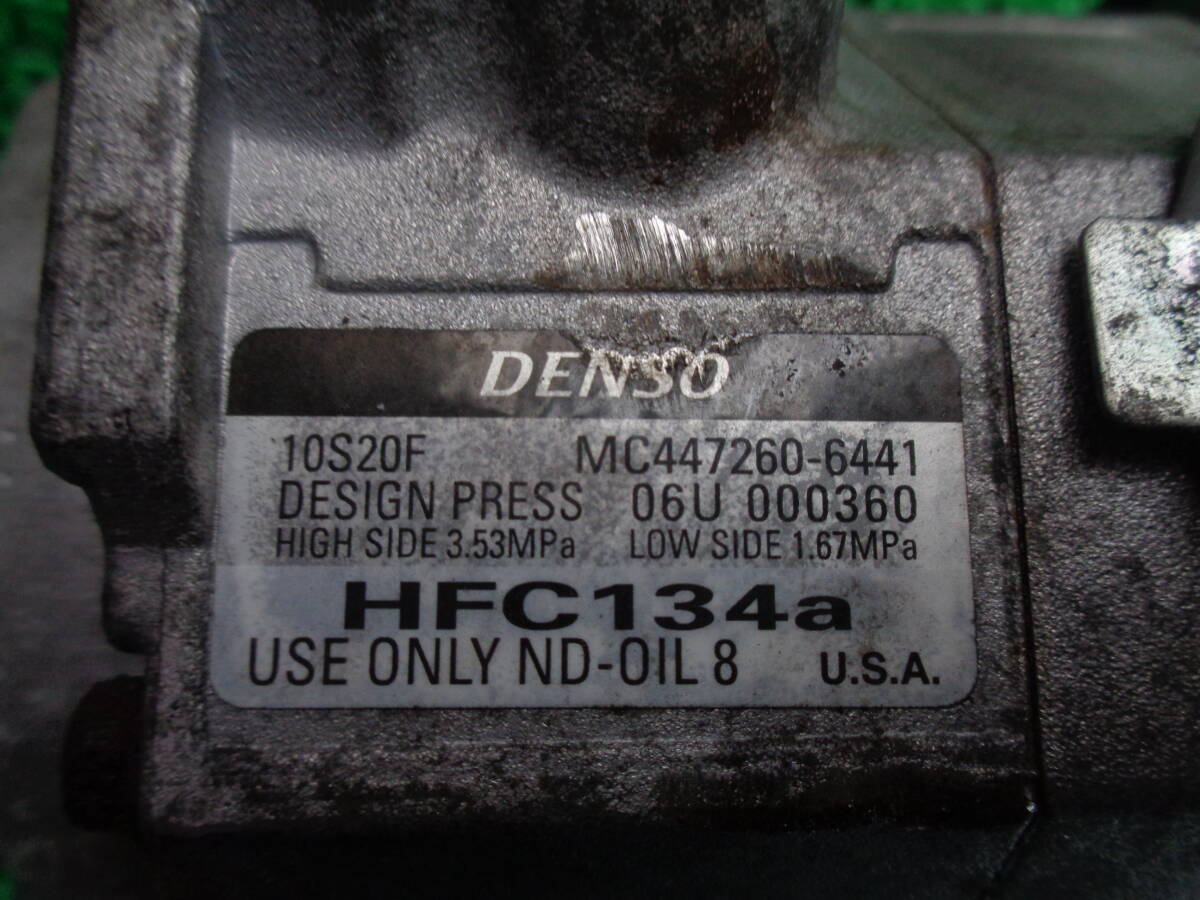 DENSO
10S20F MC447260-6441
DESIGN PRESS 06U 000360
HIGH SIDE 3.53MPa LOW SIDE 1.67MPa
HFC134a
USE ONLY ND-OIL 8 U.S.A.